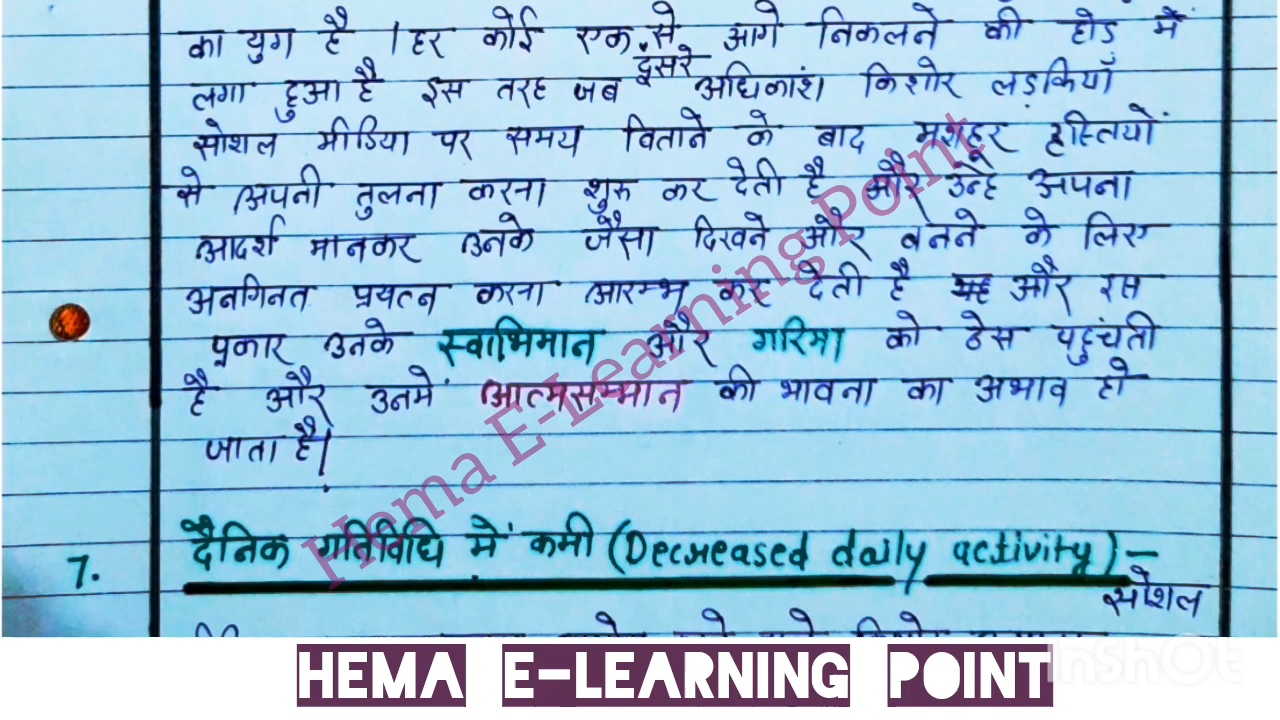 का युग है । हर कोई एक से आगे निकलने की होड़ में
दूसरे
लगा हुआ है इस तरह जब अधिकांश किशोर लड़कियाँ
सोशल मीडिया पर समय विताने के बाद मशहूर हस्तियों
से अपनी तुलना करना शुरू कर देती है और उन्हे अपना
आदर्श मानकर उनके जैसा दिखने और बनने के लिए
अनगिनत प्रयत्न करना आरम्भ कर देती है यह और इस
प्रकार उनके स्वाभिमान और गरिमा को ठेस पहुंचती
है और उनमें आत्मसम्मान की भावना का अभाव हो
जाता है।
7. दैनिक गतिविधि में कमी (Decreased daily activity) –
सोशल
Hema E-Learning Point
HEMA E-LEARNING POINT
InShOt